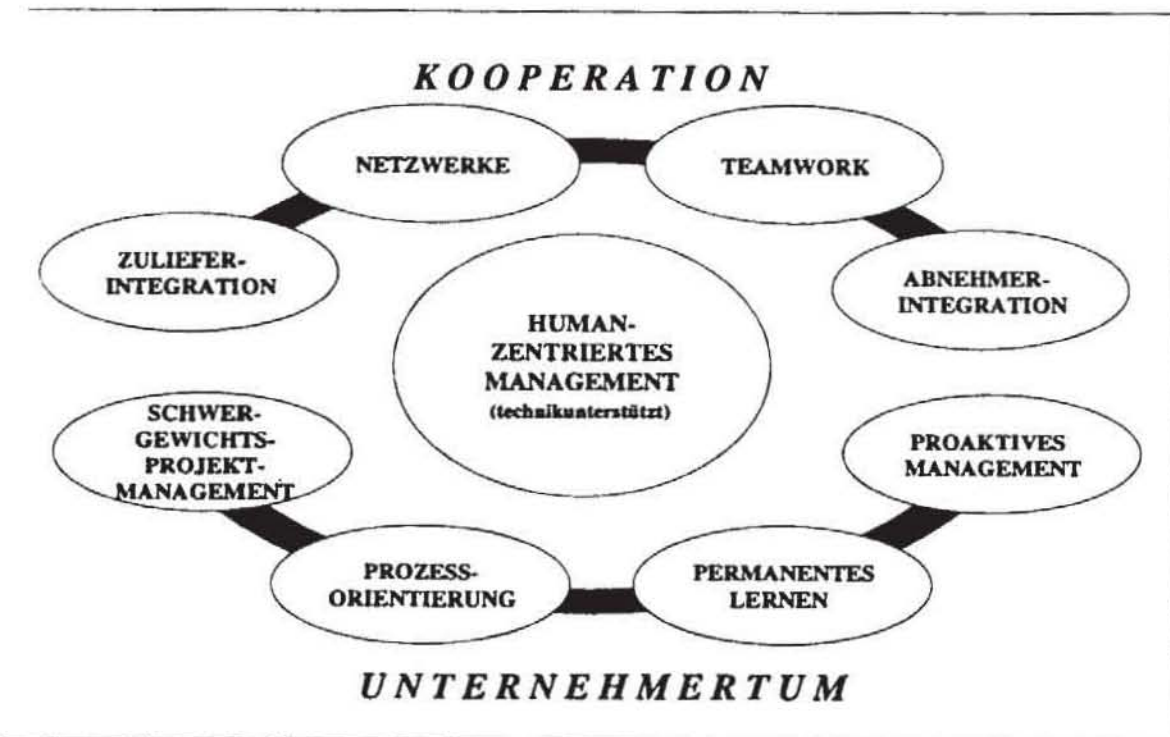 KOOPERATION
NETZWERKE
TEAMWORK
ZULIEFER-
INTEGRATION
ABNEHMER-
INTEGRATION
HUMAN-
ZENTRIERTES
MANAGEMENT
(technikunterstützt)
SCHWER-
GEWICHTS-
PROJEKT-
MANAGEMENT
PROAKTIVES
MANAGEMENT
PROZESS-
ORIENTIERUNG
PERMANENTES
LERNEN
UNTERNEHMERTUM